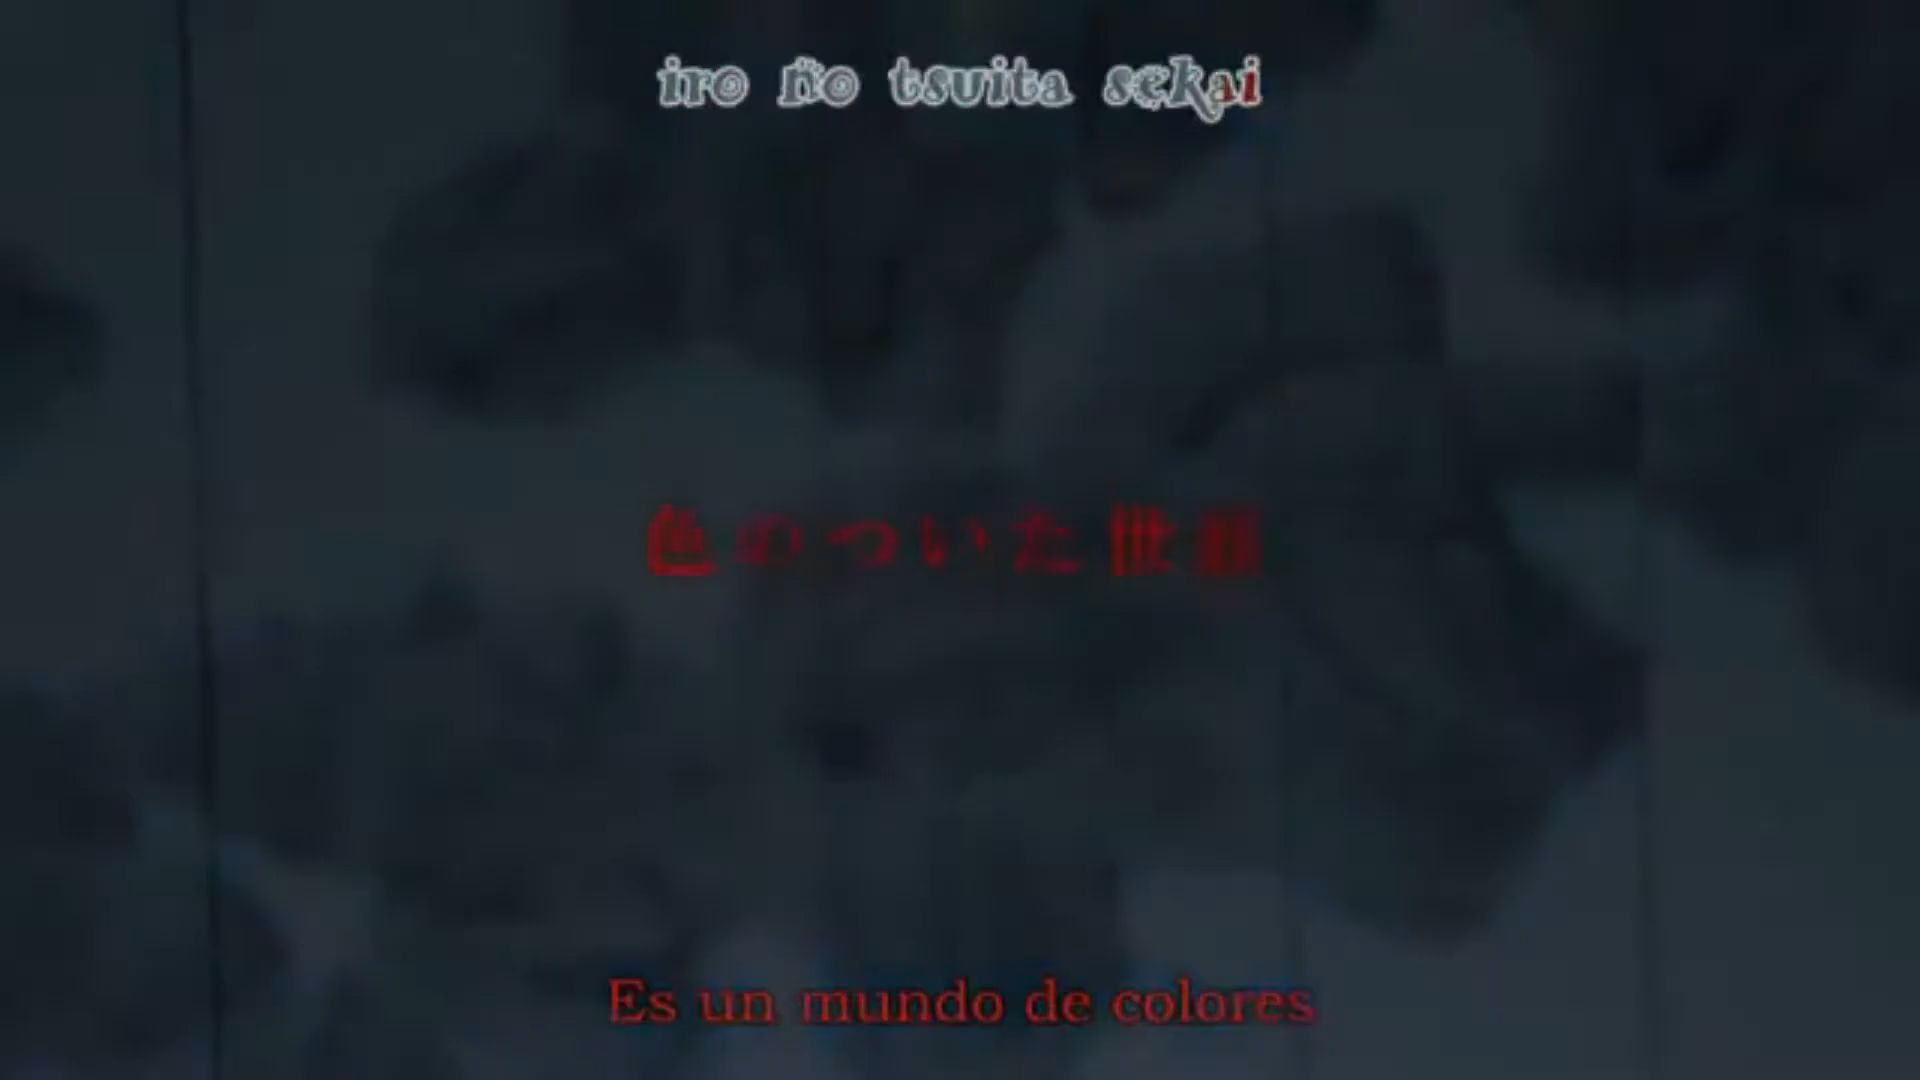 iro no tsuita sekai
色のついた世界
Es un mundo de colores